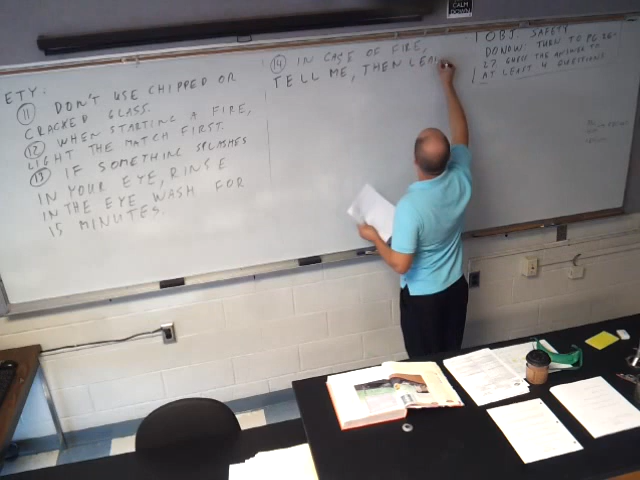 ETY:
⑪ DON'T USE CHIPPED OR
CRACKED GLASS.
⑫ WHEN STARTING A FIRE,
LIGHT THE MATCH FIRST.
⑬ IF SOMETHING SPLASHES
IN YOUR EYE, RINSE
IN THE EYE WASH FOR
15 MINUTES.
⑭ IN CASE OF FIRE,
TELL ME, THEN LEA
OBJ: SAFETY
DONOW: TURN TO PG 26-
27. GUESS THE ANSWER TO
AT LEAST 4 QUESTIONS
CALM
DOWN